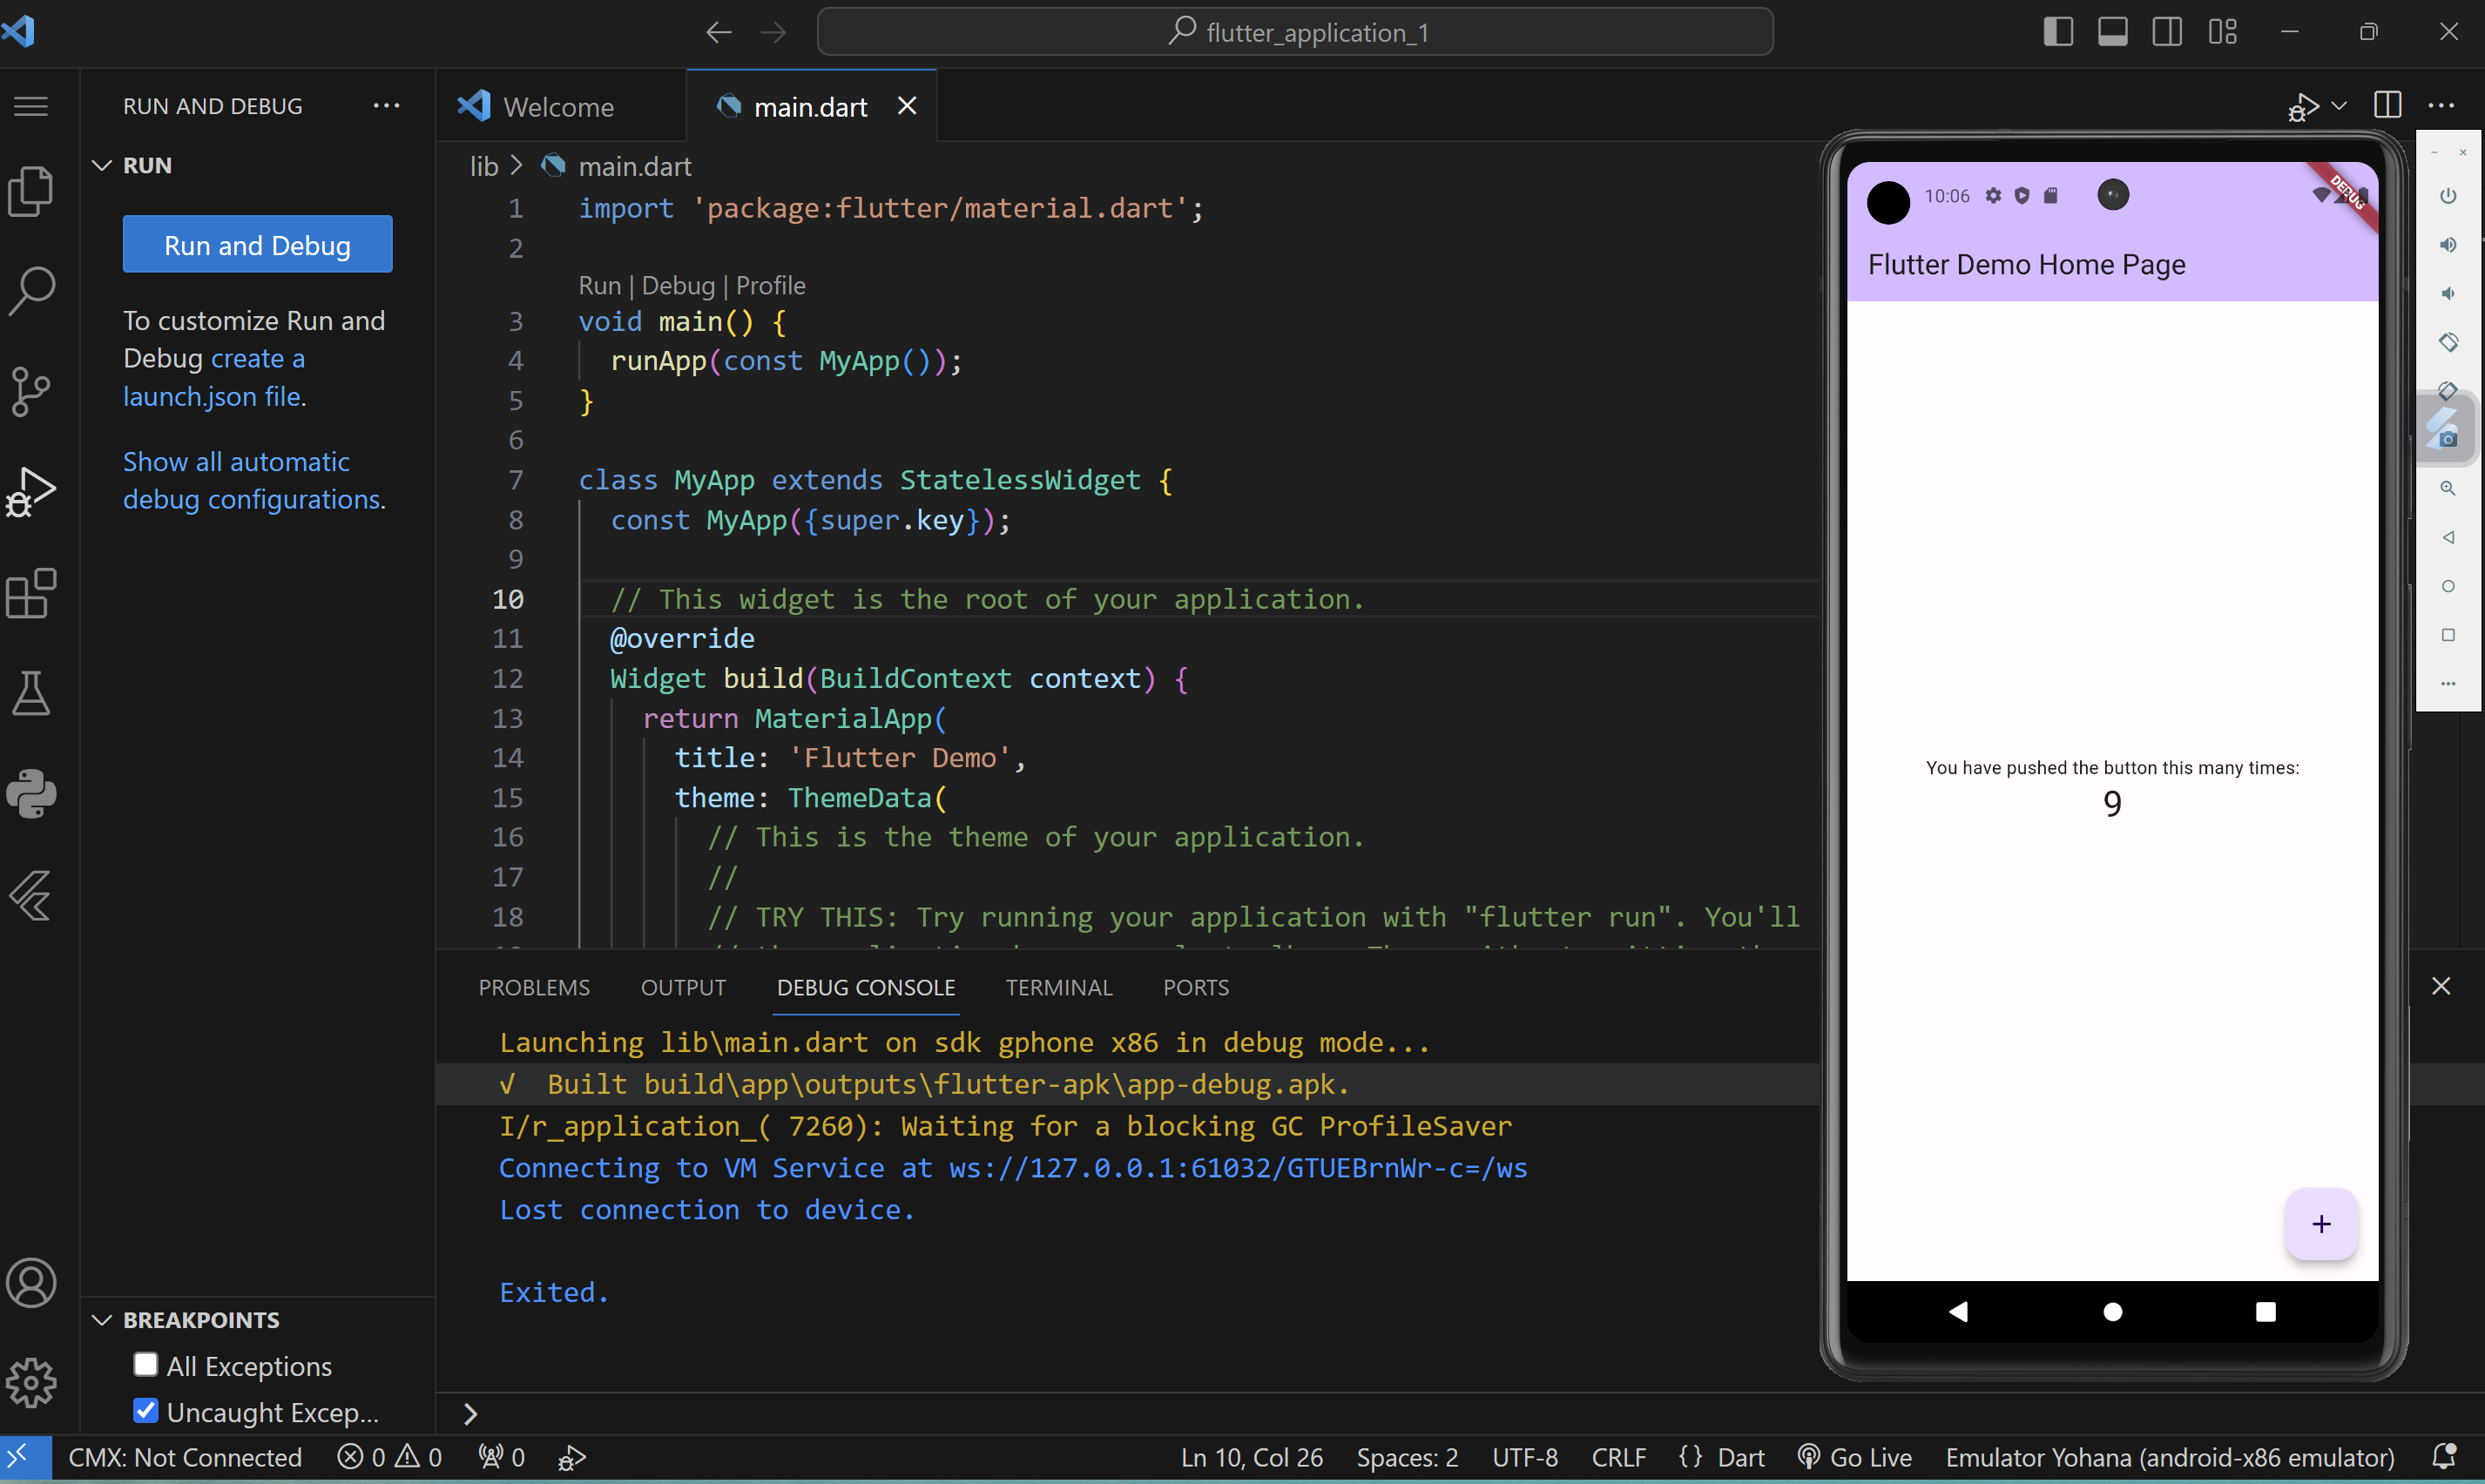 flutter_application_1
RUN AND DEBUG
RUN
Run and Debug
To customize Run and
Debug create a
launch.json file.
Show all automatic
debug configurations.
BREAKPOINTS
All Exceptions
Uncaught Excep...
Welcome
main.dart
lib > main.dart
1 import 'package:flutter/material.dart';
2
Run | Debug | Profile
3 void main() {
4 runApp(const MyApp());
5 }
6
7 class MyApp extends StatelessWidget {
8 const MyApp({super.key});
9
10 // This widget is the root of your application.
11 @override
12 Widget build(BuildContext context) {
13 return MaterialApp(
14 title: 'Flutter Demo',
15 theme: ThemeData(
16 // This is the theme of your application.
17 //
18 // TRY THIS: Try running your application with "flutter run". You'll
PROBLEMS OUTPUT DEBUG CONSOLE TERMINAL PORTS
Launching lib\main.dart on sdk gphone x86 in debug mode...
√ Built build\app\outputs\flutter-apk\app-debug.apk.
I/r_application_( 7260): Waiting for a blocking GC ProfileSaver
Connecting to VM Service at ws://127.0.0.1:61032/GTUEBrnWr-c=/ws
Lost connection to device.
Exited.
10:06
DEBUG
Flutter Demo Home Page
You have pushed the button this many times:
9
+
CMX: Not Connected 0 0 0 Ln 10, Col 26 Spaces: 2 UTF-8 CRLF {} Dart Go Live Emulator Yohana (android-x86 emulator)